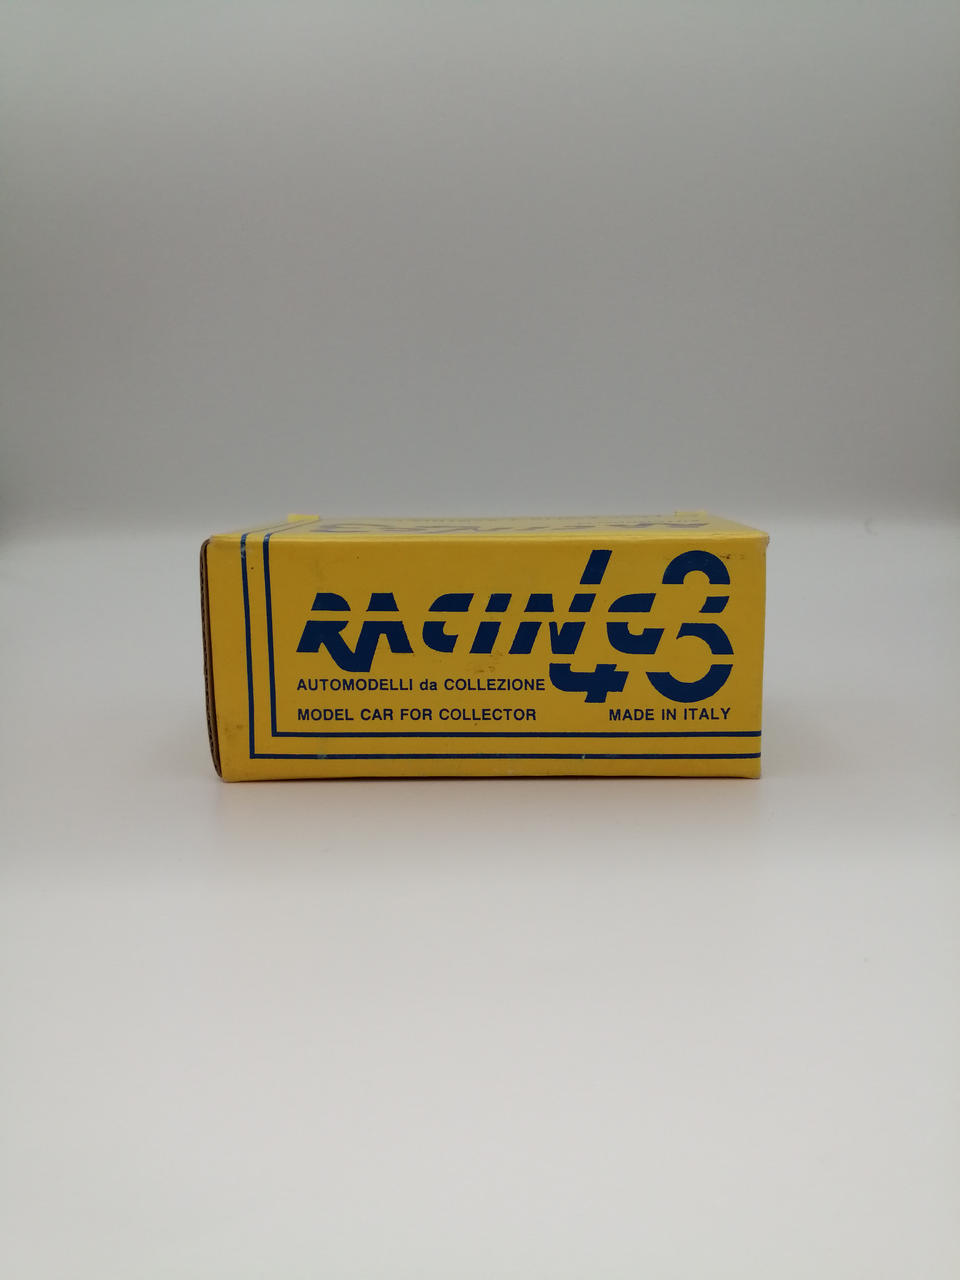 RACING 43
AUTOMODELLI da COLLEZIONE
MODEL CAR FOR COLLECTOR
MADE IN ITALY